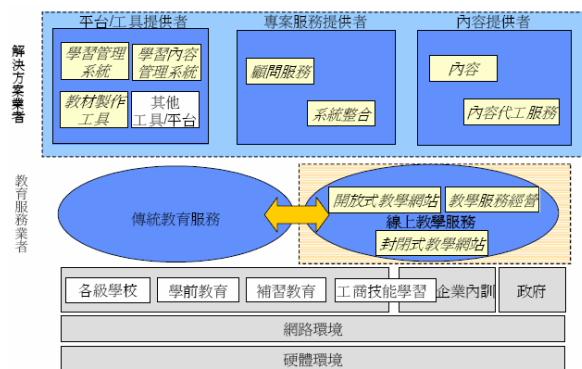 平台/工具提供者
專案服務提供者
內容提供者
解決方案業者
學習管理
系統
學習內容
管理系統
教材製作
工具
其他
工具/平台
顧問服務
系統整合
內容
內容代工服務
教育服務業者
傳統教育服務
開放式教學網站
教學服務經營
線上教學服務
封閉式教學網站
各級學校
學前教育
補習教育
工商技能學習
企業內訓
政府
網路環境
硬體環境